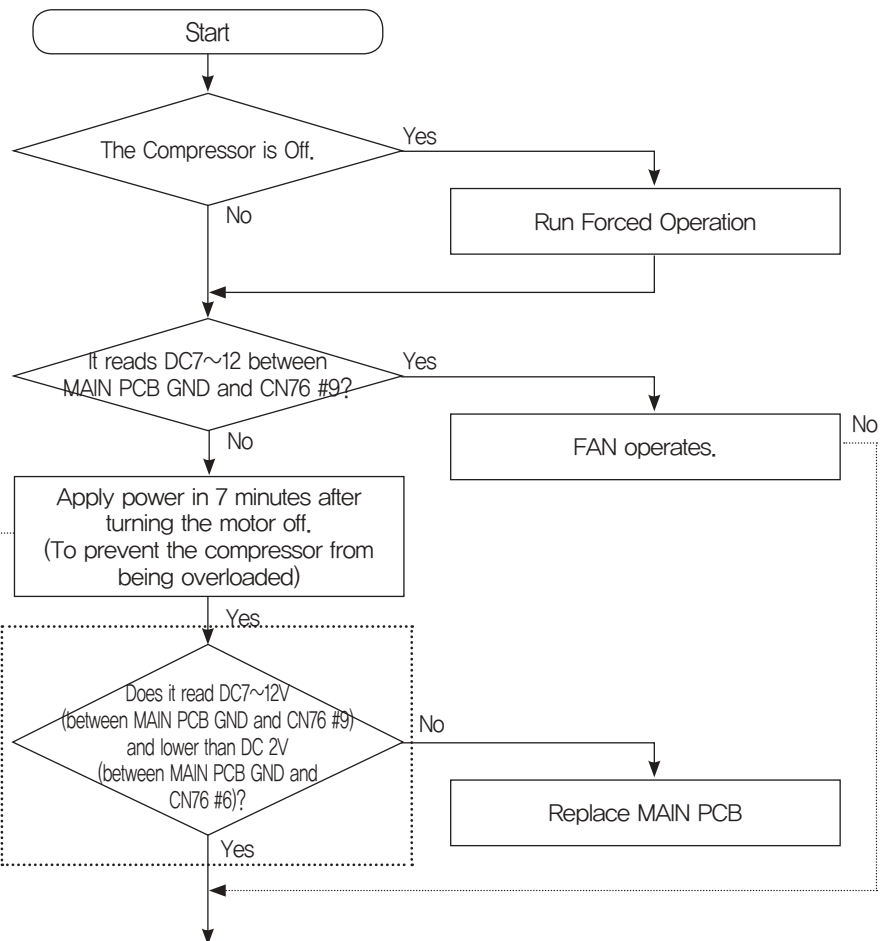 Start
The Compressor is Off.
Yes
No
Run Forced Operation
It reads DC7~12 between
MAIN PCB GND and CN76 #9?
Yes
No
FAN operates.
No
Apply power in 7 minutes after
turning the motor off.
(To prevent the compressor from
being overloaded)
Yes
Does it read DC7~12V
(between MAIN PCB GND and CN76 #9)
and lower than DC 2V
(between MAIN PCB GND and
CN76 #6)?
No
Yes
Replace MAIN PCB